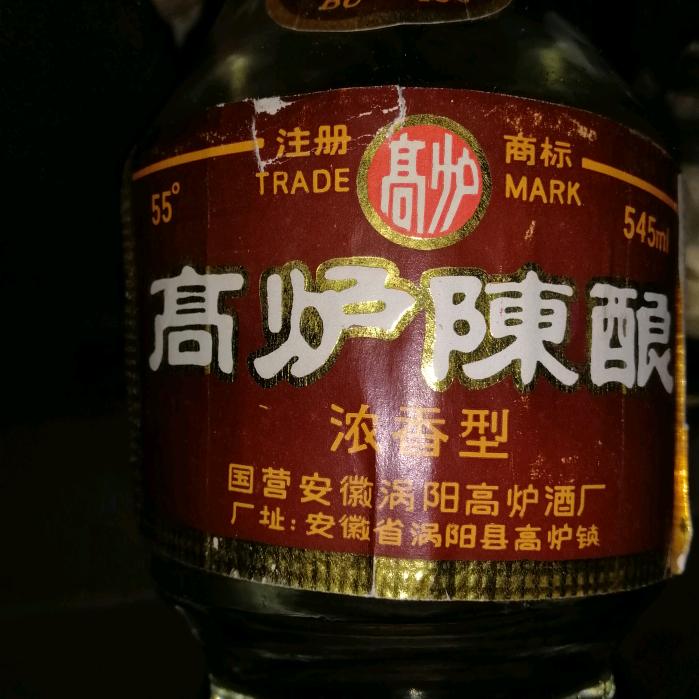 注册 高炉 商标
TRADE MARK
55° 545ml
高炉陳酿
浓香型
国营安徽涡阳高炉酒厂
厂址:安徽省涡阳县高炉镇